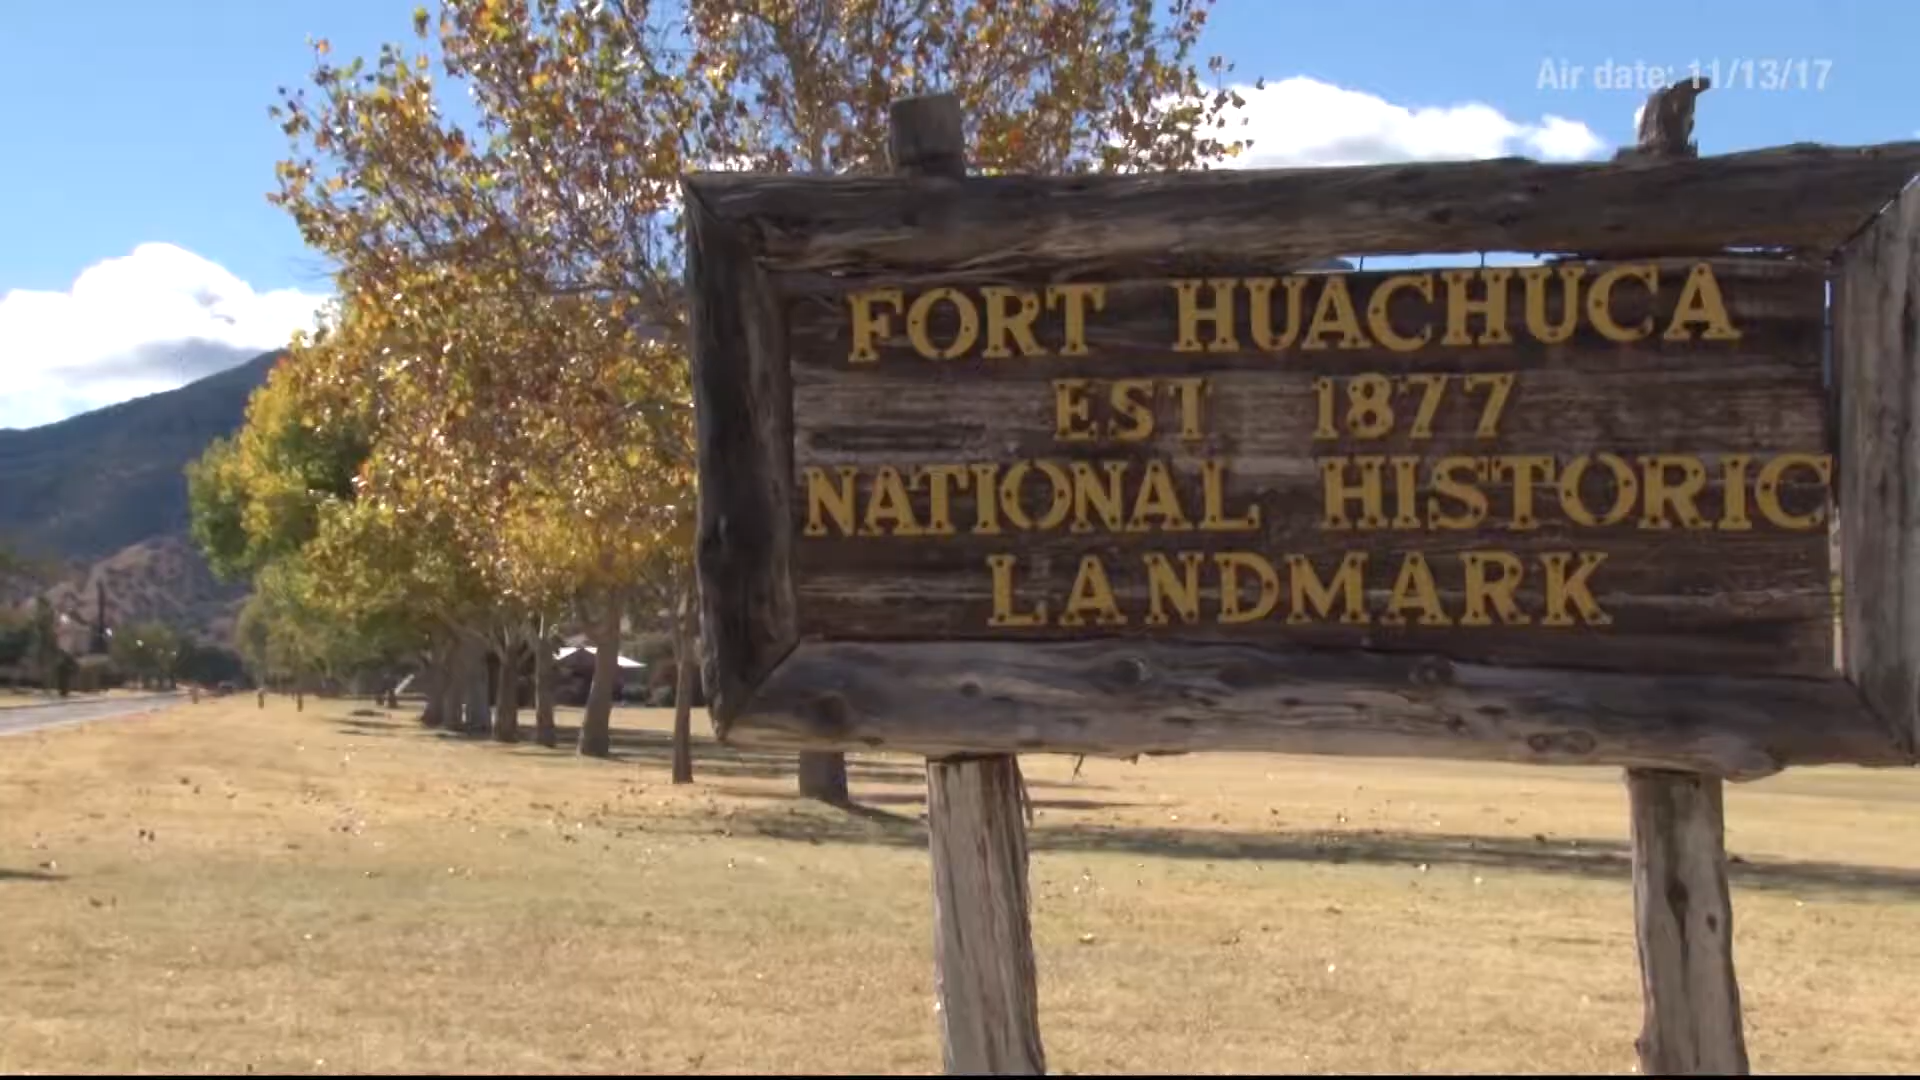 Air date: 11/13/17
FORT HUACHUCA
EST 1877
NATIONAL HISTORIC
LANDMARK